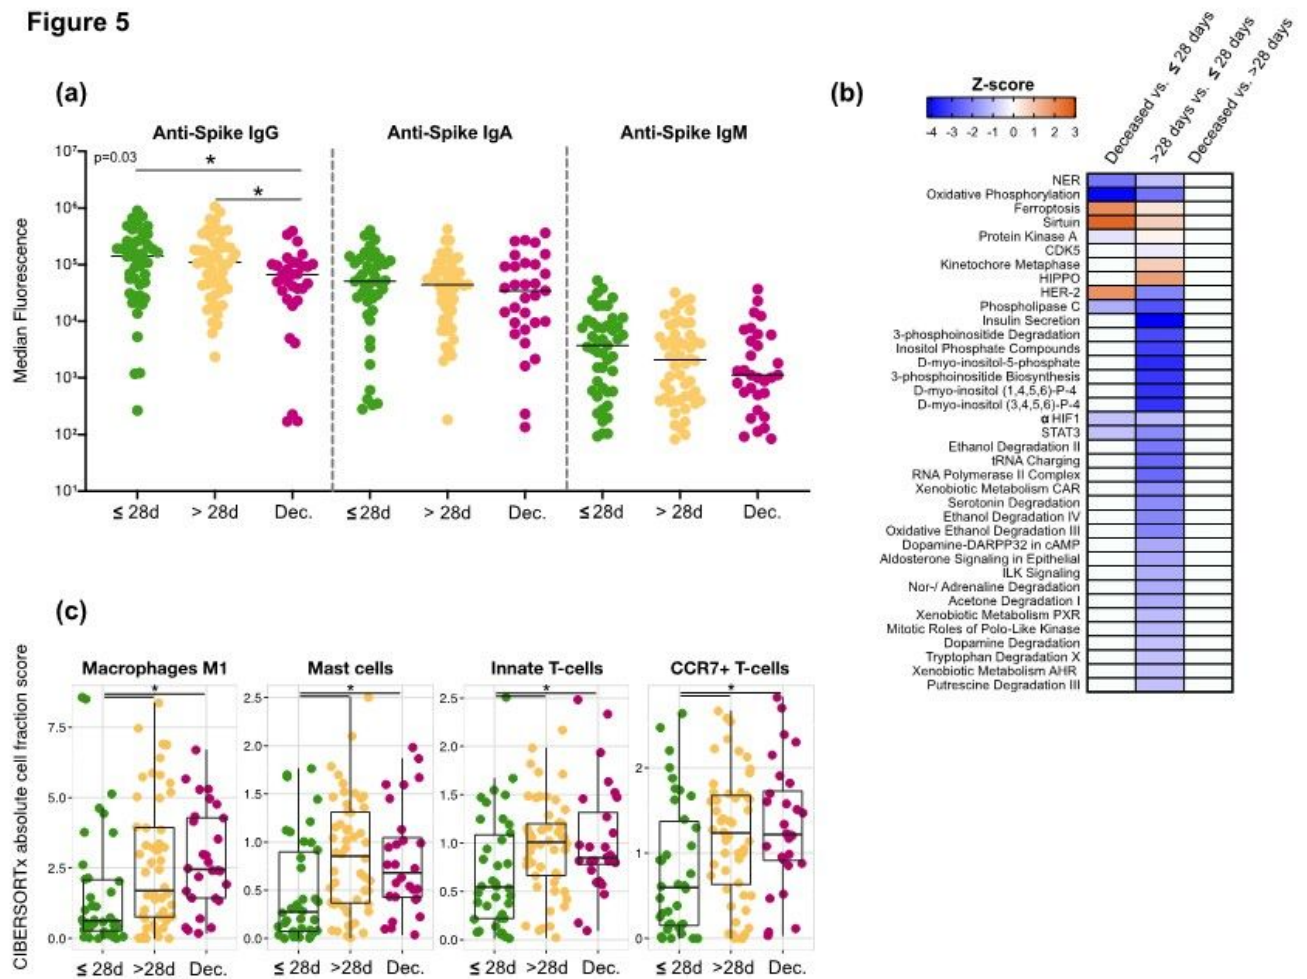 Figure 5
(a)
Anti-Spike IgG
Anti-Spike IgA
Anti-Spike IgM
p=0.03
*
*
Median Fluorescence
10⁷
10⁶
10⁵
10⁴
10³
10²
10¹
≤ 28d
> 28d
Dec.
≤ 28d
> 28d
Dec.
≤ 28d
> 28d
Dec.
(b)
Z-score
-4 -3 -2 -1 0 1 2 3
Deceased vs. ≤ 28 days
>28 days vs. ≤ 28 days
Deceased vs. >28 days
NER
Oxidative Phosphorylation
Ferroptosis
Sirtuin
Protein Kinase A
CDK5
Kinetochore Metaphase
HIPPO
HER-2
Phospholipase C
Insulin Secretion
3-phosphoinositide Degradation
Inositol Phosphate Compounds
D-myo-inositol-5-phosphate
3-phosphoinositide Biosynthesis
D-myo-inositol (1,4,5,6)-P-4
D-myo-inositol (3,4,5,6)-P-4
α HIF1
STAT3
Ethanol Degradation II
tRNA Charging
RNA Polymerase II Complex
Xenobiotic Metabolism CAR
Serotonin Degradation
Ethanol Degradation IV
Oxidative Ethanol Degradation III
Dopamine-DARPP32 in cAMP
Aldosterone Signaling in Epithelial
ILK Signaling
Nor-/ Adrenaline Degradation
Acetone Degradation I
Xenobiotic Metabolism PXR
Mitotic Roles of Polo-Like Kinase
Dopamine Degradation
Tryptophan Degradation X
Xenobiotic Metabolism AHR
Putrescine Degradation III
(c)
CIBERSORTx absolute cell fraction score
Macrophages M1
*
7.5
5.0
2.5
0.0
≤ 28d >28d Dec.
Mast cells
*
2.5
2.0
1.5
1.0
0.5
0.0
≤ 28d >28d Dec.
Innate T-cells
*
2.5
2.0
1.5
1.0
0.5
0.0
≤ 28d >28d Dec.
CCR7+ T-cells
*
2
1
0
≤ 28d >28d Dec.